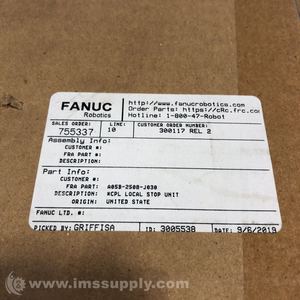 FANUC
Robotics
http://www.fanucrobotics.com
Order Parts: https://cRc.frc.co
Hotline: 1-800-47-Robot
SALES ORDER:
755337
LINE:
10
CUSTOMER ORDER NUMBER:
300117 REL 2
Assembly Info:
CUSTOMER #:
FRA PART #:
DESCRIPTION:
Part Info:
CUSTOMER #:
FRA PART #: A05B-2508-J030
DESCRIPTION: *CPL LOCAL STOP UNIT
ORIGIN: UNITED STATE
FANUC LTD. #:
PICKED BY: GRIFFISA
ID: 3005538
DATE: 9/6/2019
© www.imssupply.com